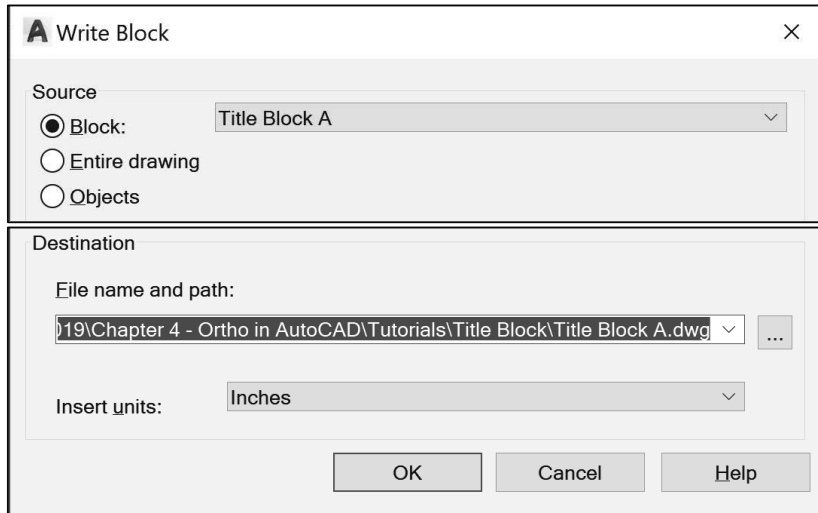 Write Block
Source
Block:
Title Block A
Entire drawing
Objects
Destination
File name and path:
19\Chapter 4 - Ortho in AutoCAD\Tutorials\Title Block\Title Block A.dwg
...
Insert units:
Inches
OK
Cancel
Help